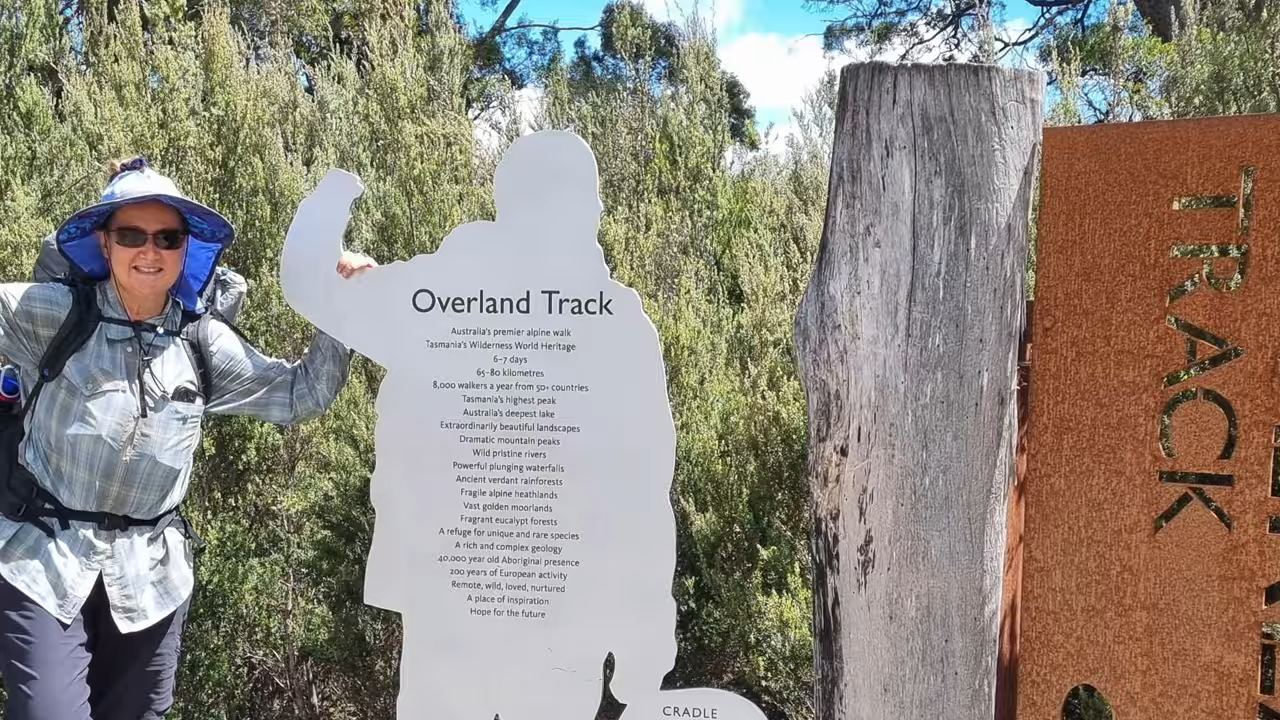 Overland Track
Australia's premier alpine walk
Tasmania's Wilderness World Heritage
6–7 days
65–80 kilometres
8,000 walkers a year from 50+ countries
Tasmania's highest peak
Australia's deepest lake
Extraordinarily beautiful landscapes
Dramatic mountain peaks
Wild pristine rivers
Powerful plunging waterfalls
Ancient verdant rainforests
Fragile alpine heathlands
Vast golden moorlands
Fragrant eucalypt forests
A refuge for unique and rare species
A rich and complex geology
40,000 year old Aboriginal presence
200 years of European activity
Remote, wild, loved, nurtured
A place of inspiration
Hope for the future
CRADLE
TRACK